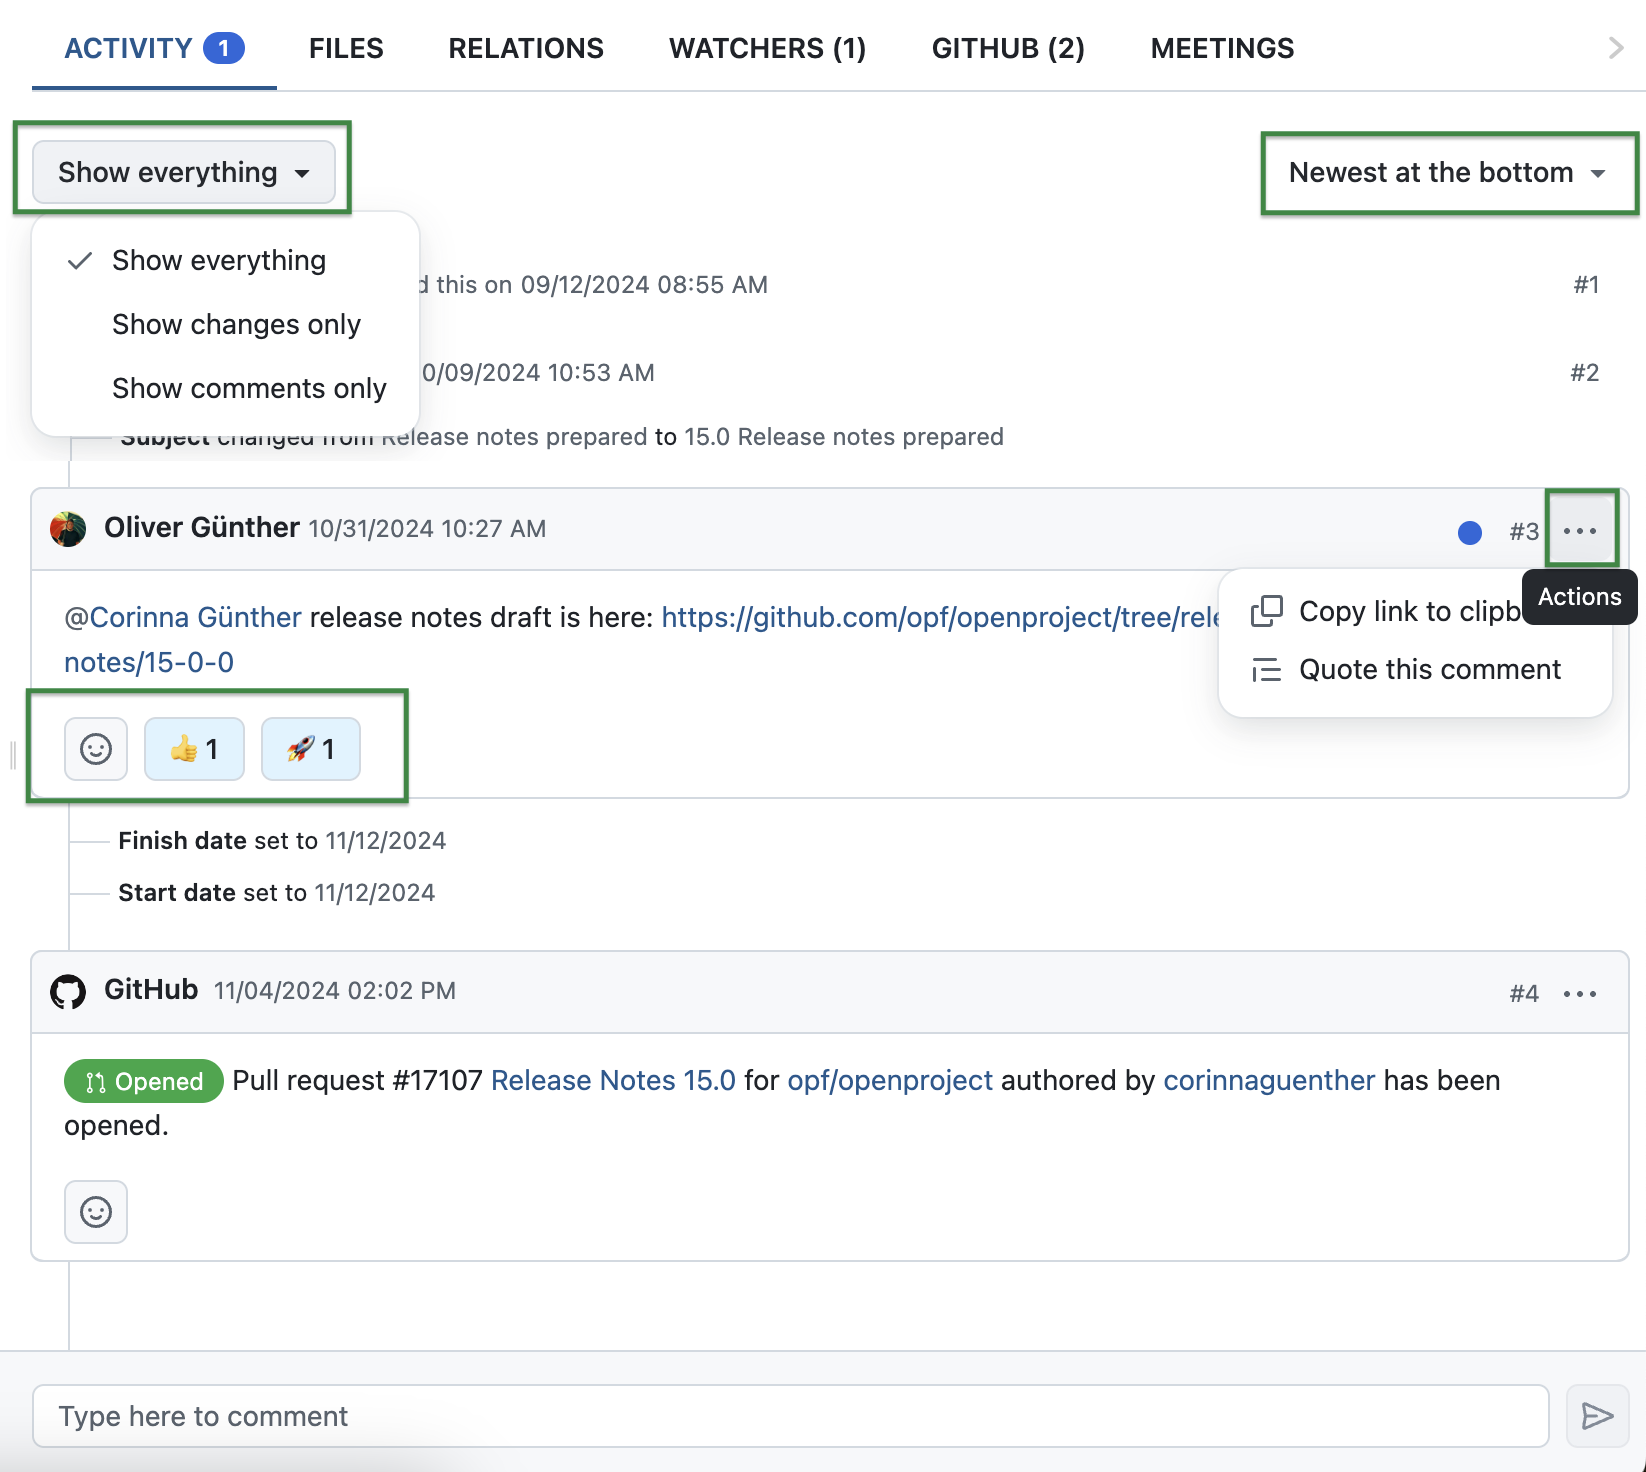 ACTIVITY 1 FILES RELATIONS WATCHERS (1) GITHUB (2) MEETINGS
Show everything Newest at the bottom
Show everything
this on 09/12/2024 08:55 AM #1
Show changes only
0/09/2024 10:53 AM #2
Show comments only
Subject changed from Release notes prepared to 15.0 Release notes prepared
Oliver Günther 10/31/2024 10:27 AM #3
Actions
@Corinna Günther release notes draft is here: https://github.com/opf/openproject/tree/rele
Copy link to clipb
notes/15-0-0
Quote this comment
👍 1 🚀 1
Finish date set to 11/12/2024
Start date set to 11/12/2024
GitHub 11/04/2024 02:02 PM #4
Opened Pull request #17107 Release Notes 15.0 for opf/openproject authored by corinnaguenther has been
opened.
Type here to comment